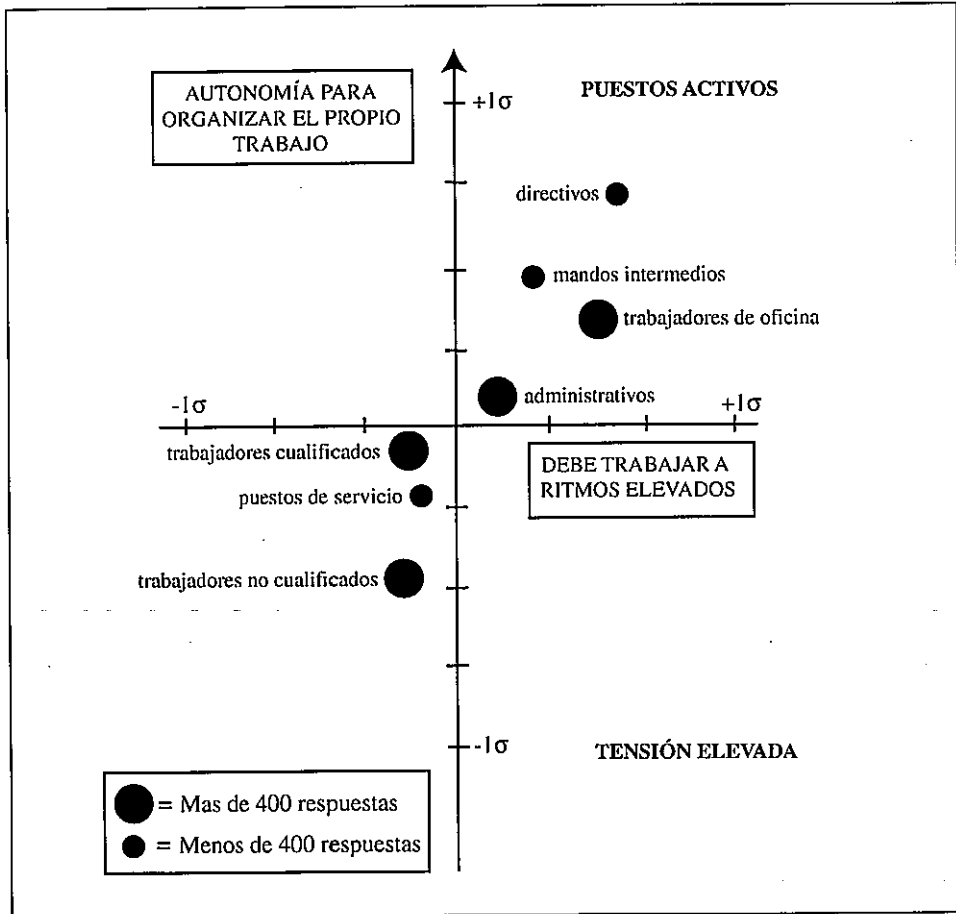 AUTONOMÍA PARA
ORGANIZAR EL PROPIO
TRABAJO
+1σ
PUESTOS ACTIVOS
directivos
mandos intermedios
trabajadores de oficina
administrativos
-1σ
+1σ
trabajadores cualificados
DEBE TRABAJAR A
RITMOS ELEVADOS
puestos de servicio
trabajadores no cualificados
-1σ
TENSIÓN ELEVADA
= Mas de 400 respuestas
= Menos de 400 respuestas